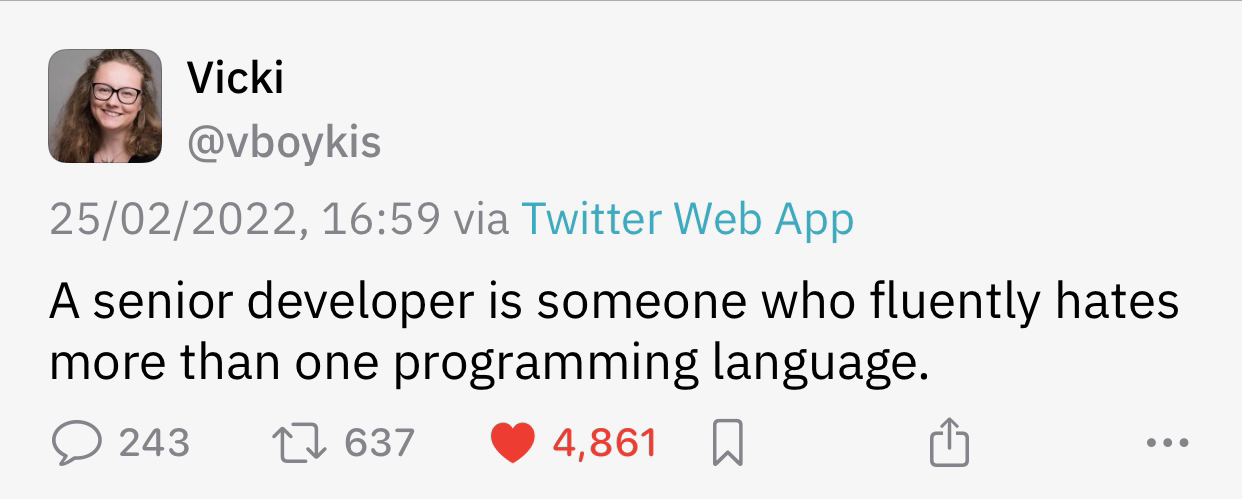 Vicki
@vboykis
25/02/2022, 16:59 via Twitter Web App
A senior developer is someone who fluently hates
more than one programming language.
243 637 4,861